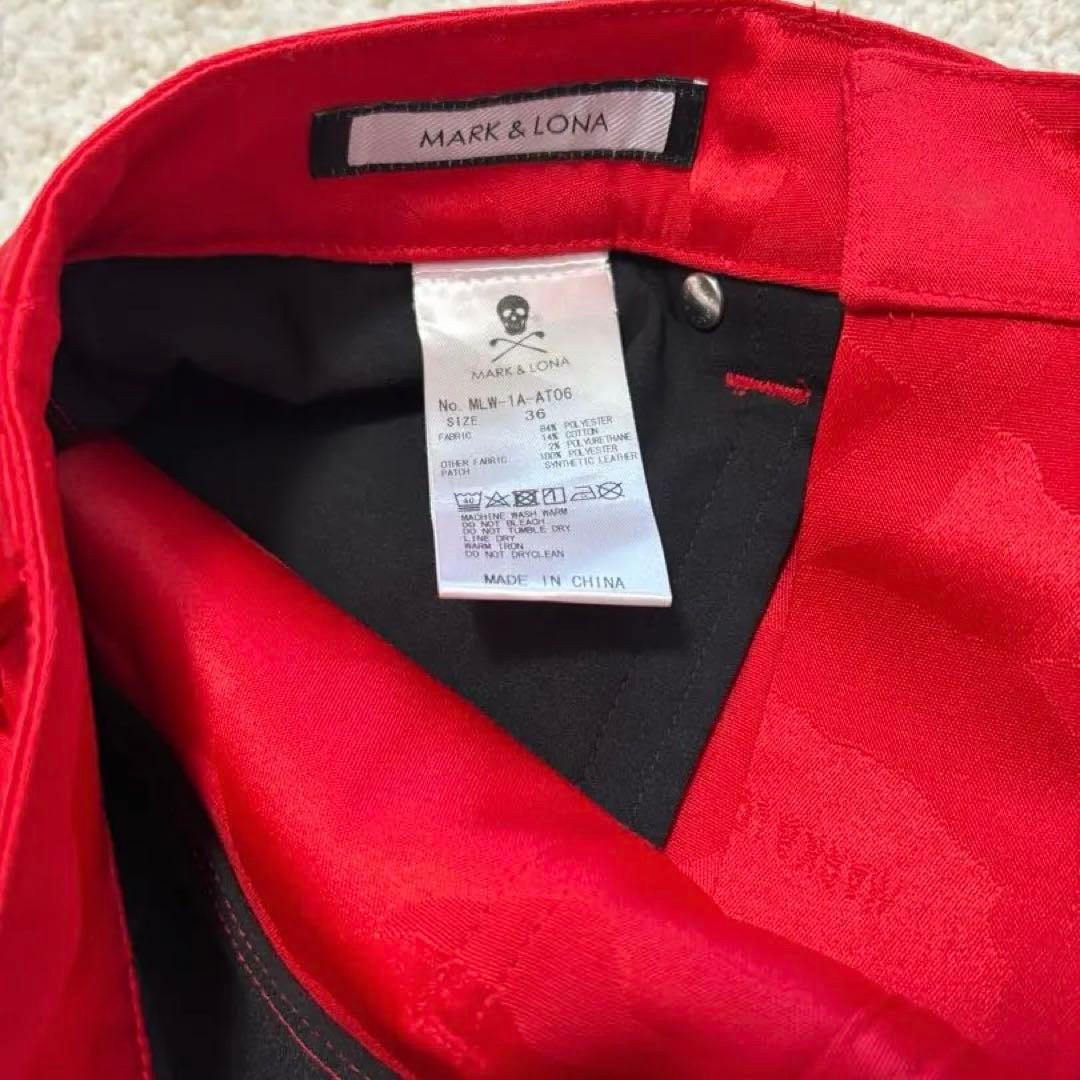 MARK & LONA
MARK & LONA
No. MLW-1A-AT06
SIZE 36
FABRIC 84% POLYESTER
14% COTTON
2% POLYURETHANE
OTHER FABRIC 100% POLYESTER
PATCH SYNTHETIC LEATHER
40
MACHINE WASH WARM
DO NOT BLEACH
DO NOT TUMBLE DRY
LINE DRY
WARM IRON
DO NOT DRYCLEAN
MADE IN CHINA